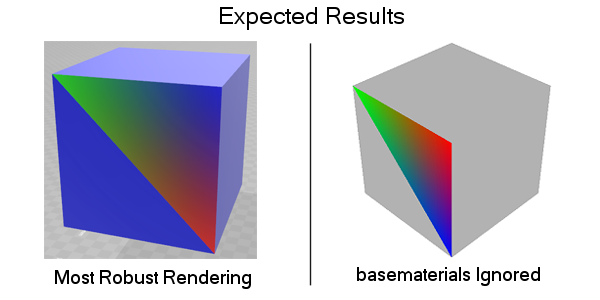 Expected Results
Most Robust Rendering
basematerials Ignored